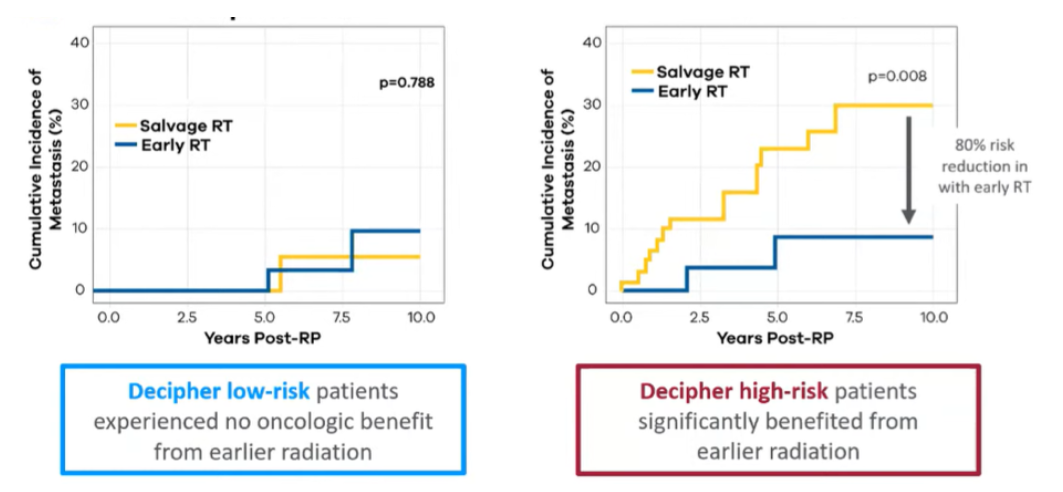 40
30
20
10
0
Cumulative Incidence of
Metastasis (%)
p=0.788
Salvage RT
Early RT
0.0 2.5 5.0 7.5 10.0
Years Post-RP
Decipher low-risk patients
experienced no oncologic benefit
from earlier radiation
40
30
20
10
0
Cumulative Incidence of
Metastasis (%)
Salvage RT
Early RT
p=0.008
80% risk
reduction in
with early RT
0.0 2.5 5.0 7.5 10.0
Years Post-RP
Decipher high-risk patients
significantly benefited from
earlier radiation